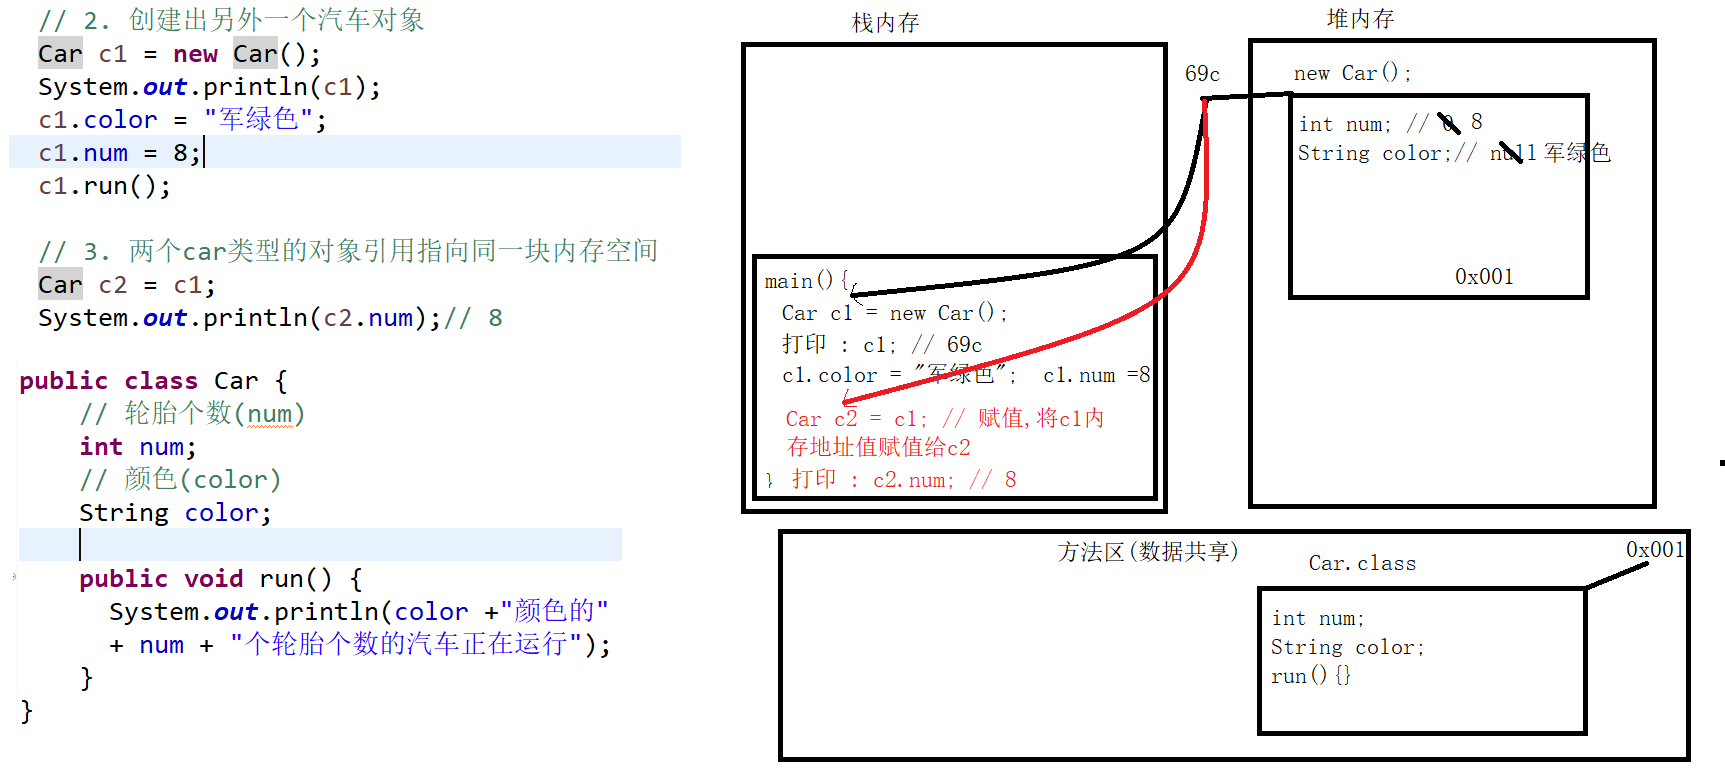 // 2. 创建出另外一个汽车对象
Car c1 = new Car();
System.out.println(c1);
c1.color = "军绿色";
c1.num = 8;
c1.run();
// 3. 两个car类型的对象引用指向同一块内存空间
Car c2 = c1;
System.out.println(c2.num);// 8
public class Car {
// 轮胎个数(num)
int num;
// 颜色(color)
String color;
public void run() {
System.out.println(color +"颜色的"
+ num + "个轮胎个数的汽车正在运行");
}
}
栈内存
main(){
Car c1 = new Car();
打印 : c1; // 69c
c1.color = "军绿色"; c1.num =8
Car c2 = c1; // 赋值,将c1内
存地址值赋值给c2
} 打印 : c2.num; // 8
69c
堆内存
new Car();
int num; // 0 8
String color;// null 军绿色
0x001
方法区(数据共享)
Car.class
0x001
int num;
String color;
run(){}